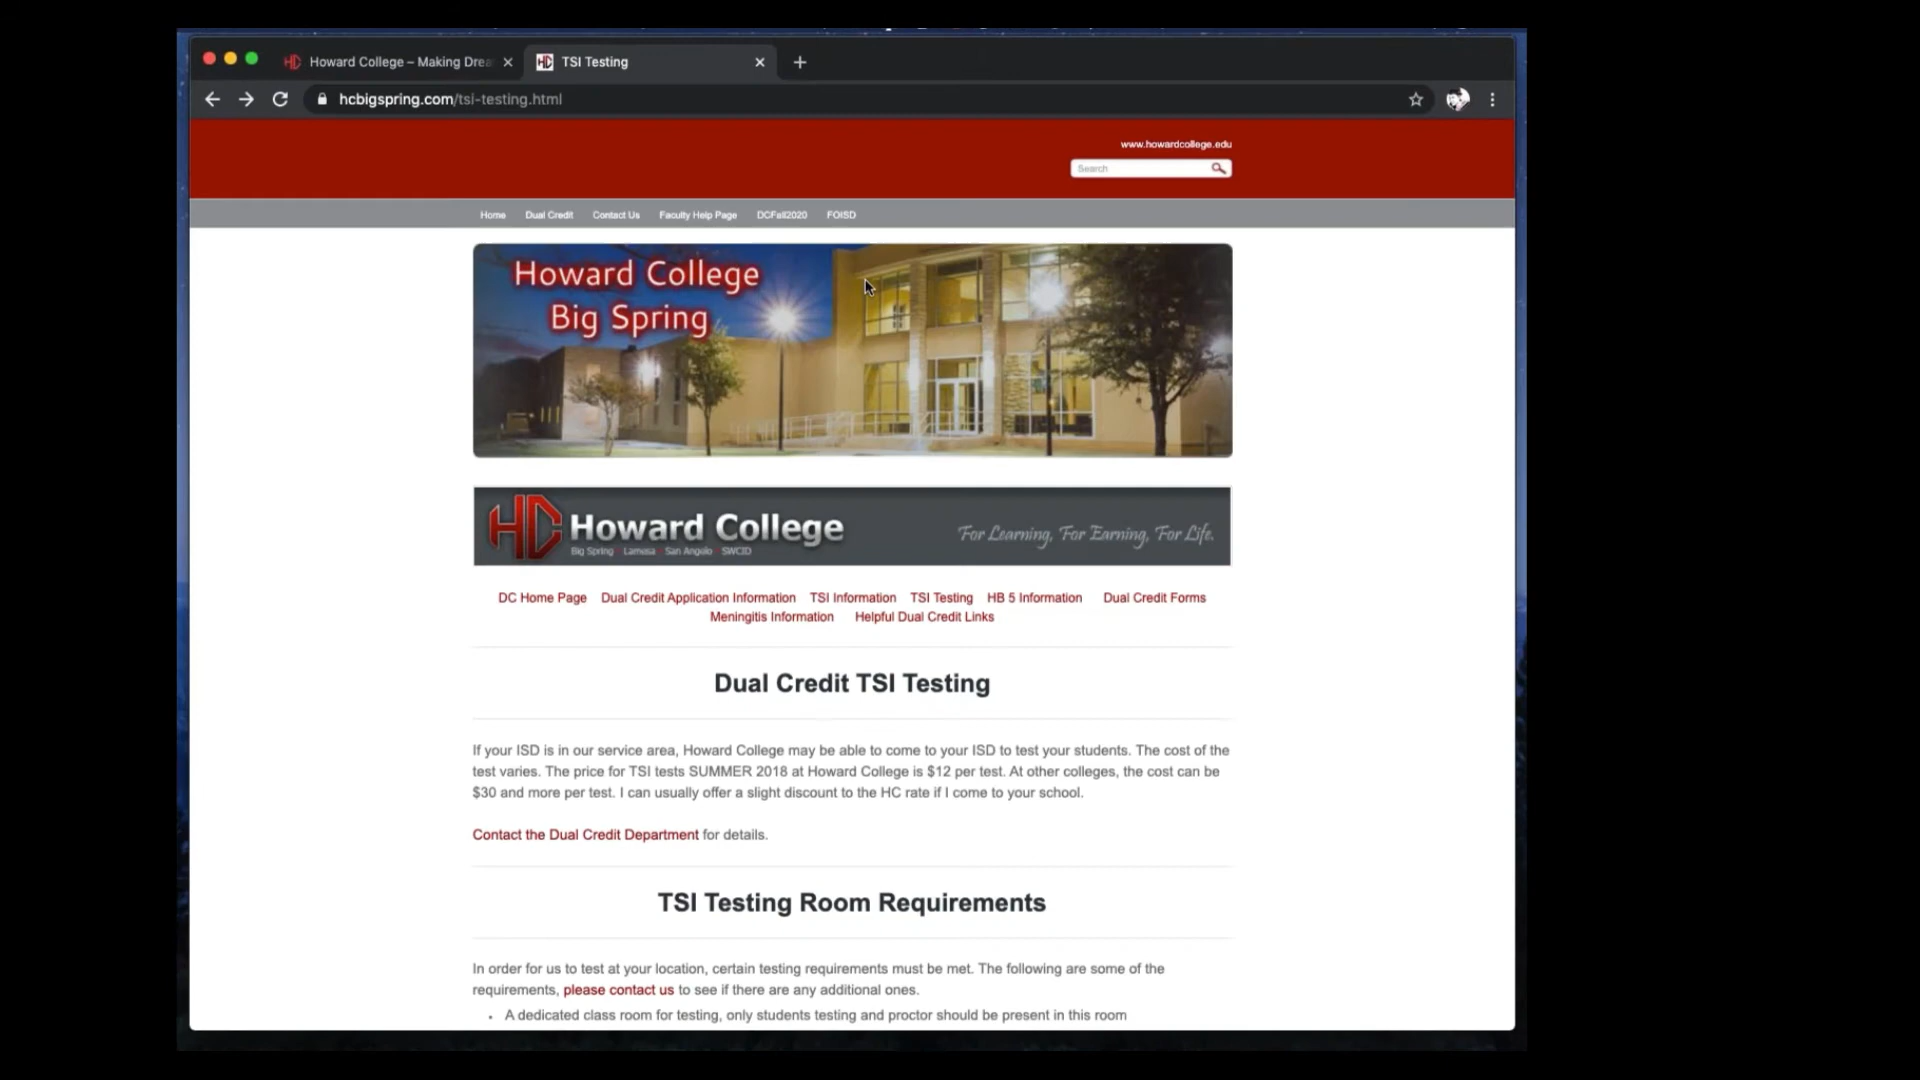 Howard College – Making Drea
TSI Testing
hcbigspring.com/tsi-testing.html
www.howardcollege.edu
Search
Home Dual Credit Contact Us Faculty Help Page DCFall2020 FOISD
Howard College
Big Spring
HC Howard College
For Learning, For Earning, For Life.
Big Spring Lamesa San Angelo SWCID
DC Home Page Dual Credit Application Information TSI Information TSI Testing HB 5 Information Dual Credit Forms
Meningitis Information Helpful Dual Credit Links
Dual Credit TSI Testing
If your ISD is in our service area, Howard College may be able to come to your ISD to test your students. The cost of the
test varies. The price for TSI tests SUMMER 2018 at Howard College is $12 per test. At other colleges, the cost can be
$30 and more per test. I can usually offer a slight discount to the HC rate if I come to your school.
Contact the Dual Credit Department for details.
TSI Testing Room Requirements
In order for us to test at your location, certain testing requirements must be met. The following are some of the
requirements, please contact us to see if there are any additional ones.
• A dedicated class room for testing, only students testing and proctor should be present in this room